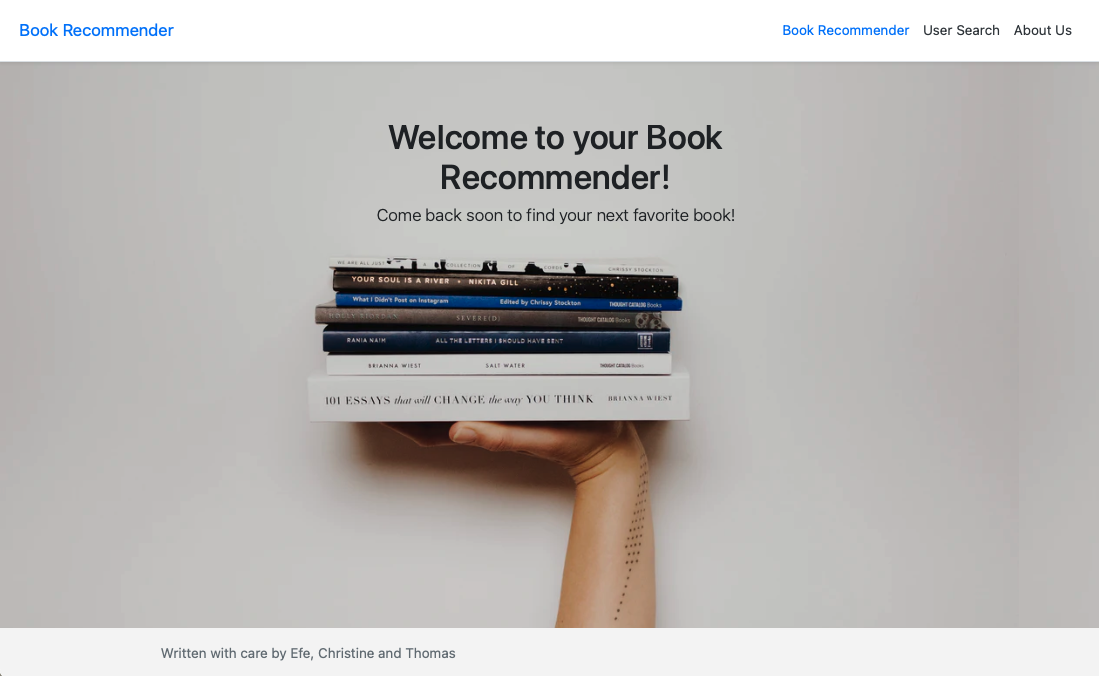 Book Recommender
Book Recommender User Search About Us
Welcome to your Book
Recommender!
Come back soon to find your next favorite book!
WE ARE ALL JUST A COLLECTION OF CORDS CHRISSY STOCKTON
YOUR SOUL IS A RIVER • NIKITA GILL
What I Didn't Post on Instagram Edited by Chrissy Stockton THOUGHT CATALOG Books
HOLLY RIORDAN SEVERE(D) THOUGHT CATALOG Books
RANIA NAIM ALL THE LETTERS I SHOULD HAVE SENT
BRIANNA WIEST SALT WATER THOUGHT CATALOG Books
101 ESSAYS that will CHANGE the way YOU THINK BRIANNA WIEST
Written with care by Efe, Christine and Thomas